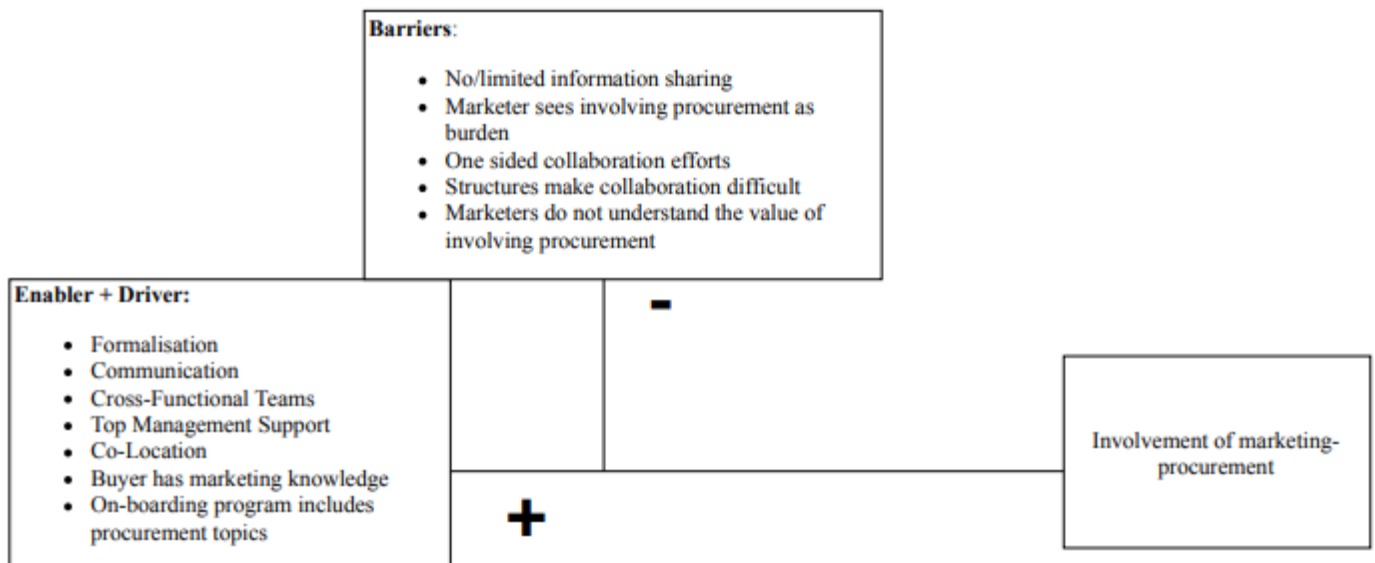 Barriers:
• No/limited information sharing
• Marketer sees involving procurement as
burden
• One sided collaboration efforts
• Structures make collaboration difficult
• Marketers do not understand the value of
involving procurement
-
Enabler + Driver:
• Formalisation
• Communication
• Cross-Functional Teams
• Top Management Support
• Co-Location
• Buyer has marketing knowledge
• On-boarding program includes
procurement topics
+
Involvement of marketing-
procurement